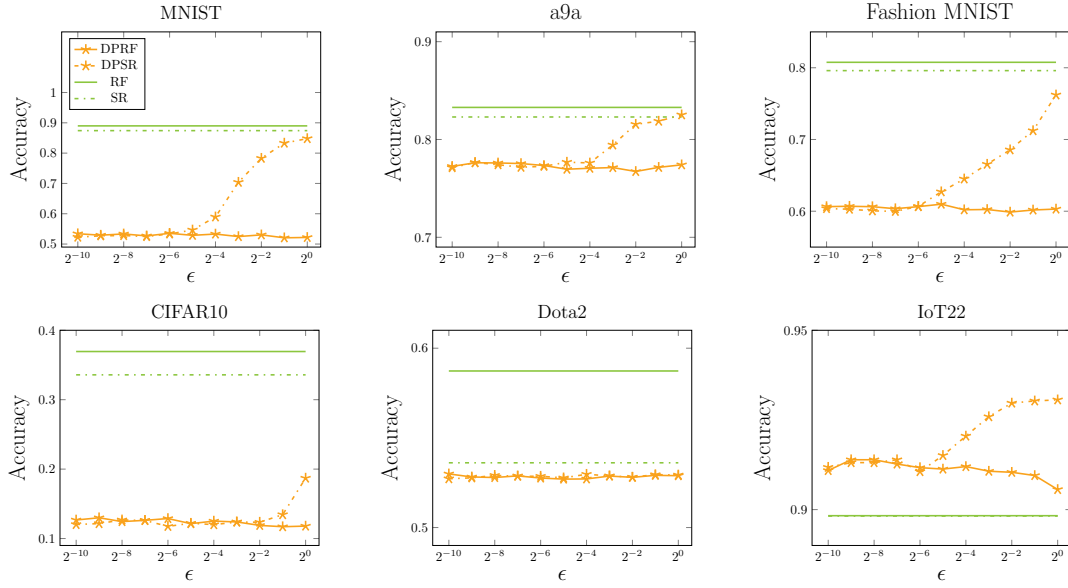 MNIST
DPRF
DPSR
RF
SR
1
0.9
0.8
0.7
0.6
0.5
Accuracy
2^−10 2^−8 2^−6 2^−4 2^−2 2^0
ϵ
a9a
0.9
0.8
0.7
Accuracy
2^−10 2^−8 2^−6 2^−4 2^−2 2^0
ϵ
Fashion MNIST
0.8
0.7
0.6
Accuracy
2^−10 2^−8 2^−6 2^−4 2^−2 2^0
ϵ
CIFAR10
0.4
0.3
0.2
0.1
Accuracy
2^−10 2^−8 2^−6 2^−4 2^−2 2^0
ϵ
Dota2
0.6
0.5
Accuracy
2^−10 2^−8 2^−6 2^−4 2^−2 2^0
ϵ
IoT22
0.95
0.9
Accuracy
2^−10 2^−8 2^−6 2^−4 2^−2 2^0
ϵ